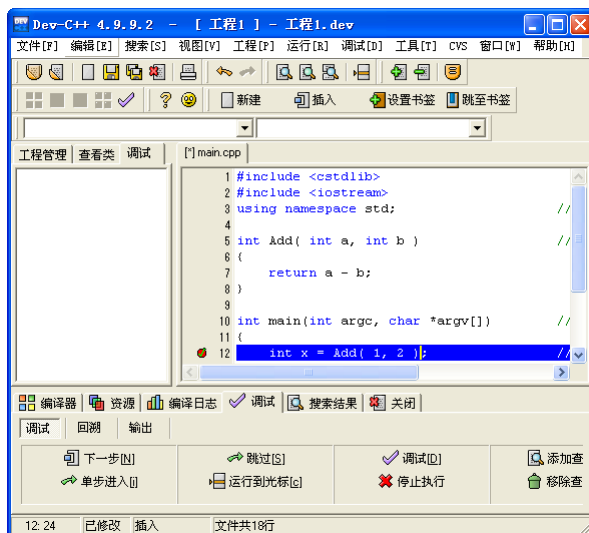 Dev-C++ 4.9.9.2 - [ 工程1 ] - 工程1.dev
文件[F] 编辑[E] 搜索[S] 视图[V] 工程[P] 运行[R] 调试[D] 工具[T] CVS 窗口[W] 帮助[H]
新建 插入 设置书签 跳至书签
工程管理 查看类 调试 [*] main.cpp
1 #include <cstdlib>
2 #include <iostream>
3 using namespace std; //
4
5 int Add( int a, int b ) //
6 {
7 return a - b;
8 }
9
10 int main(int argc, char *argv[]) //
11 {
12 int x = Add( 1, 2 ); //
编译器 资源 编译日志 调试 搜索结果 关闭
调试 回溯 输出
下一步[N] 跳过[S] 调试[D] 添加查
单步进入[i] 运行到光标[c] 停止执行 移除查
12: 24 已修改 插入 文件共18行